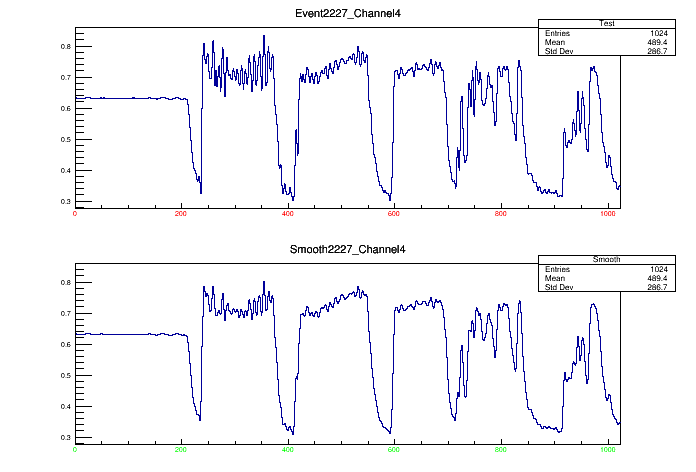 Event2227_Channel4
Test
Entries 1024
Mean 489.4
Std Dev 286.7
0.8
0.7
0.6
0.5
0.4
0.3
0 200 400 600 800 1000
Smooth2227_Channel4
Smooth
Entries 1024
Mean 489.4
Std Dev 286.7
0.8
0.7
0.6
0.5
0.4
0.3
0 200 400 600 800 1000